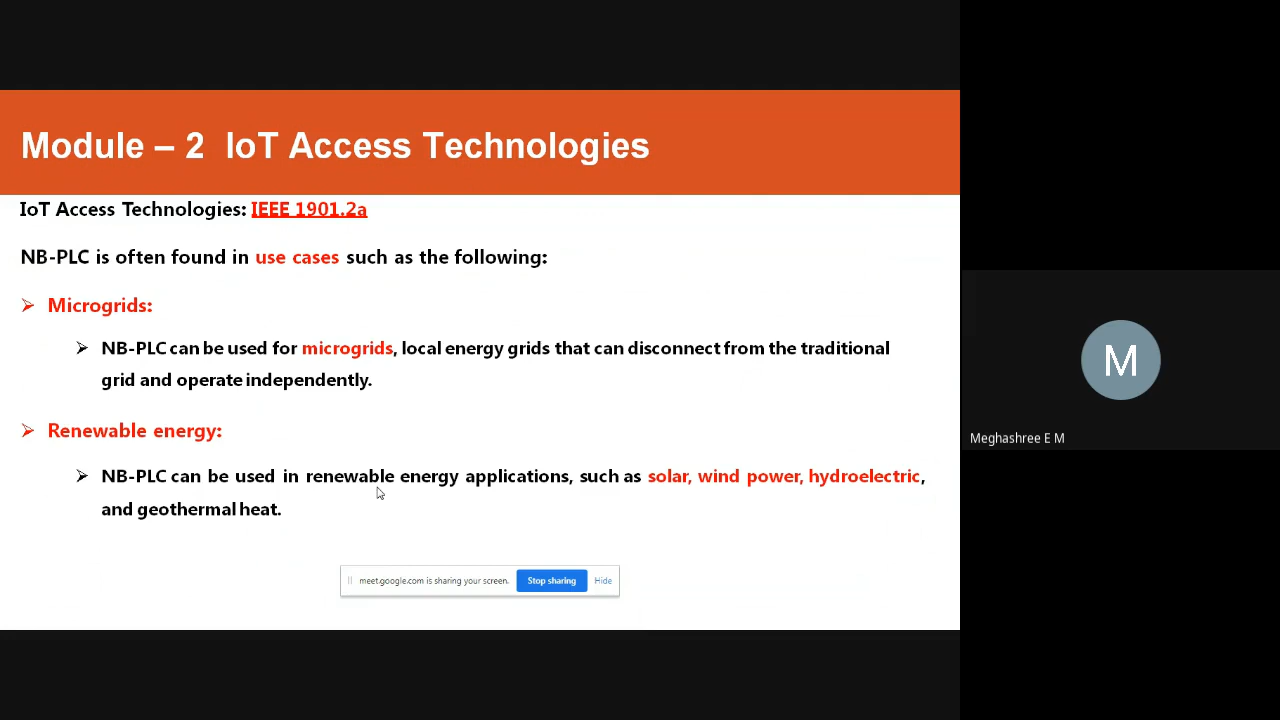 Module – 2 IoT Access Technologies
IoT Access Technologies: IEEE 1901.2a
NB-PLC is often found in use cases such as the following:
Microgrids:
NB-PLC can be used for microgrids, local energy grids that can disconnect from the traditional
grid and operate independently.
Renewable energy:
NB-PLC can be used in renewable energy applications, such as solar, wind power, hydroelectric,
and geothermal heat.
meet.google.com is sharing your screen. Stop sharing Hide
M
Meghashree E M